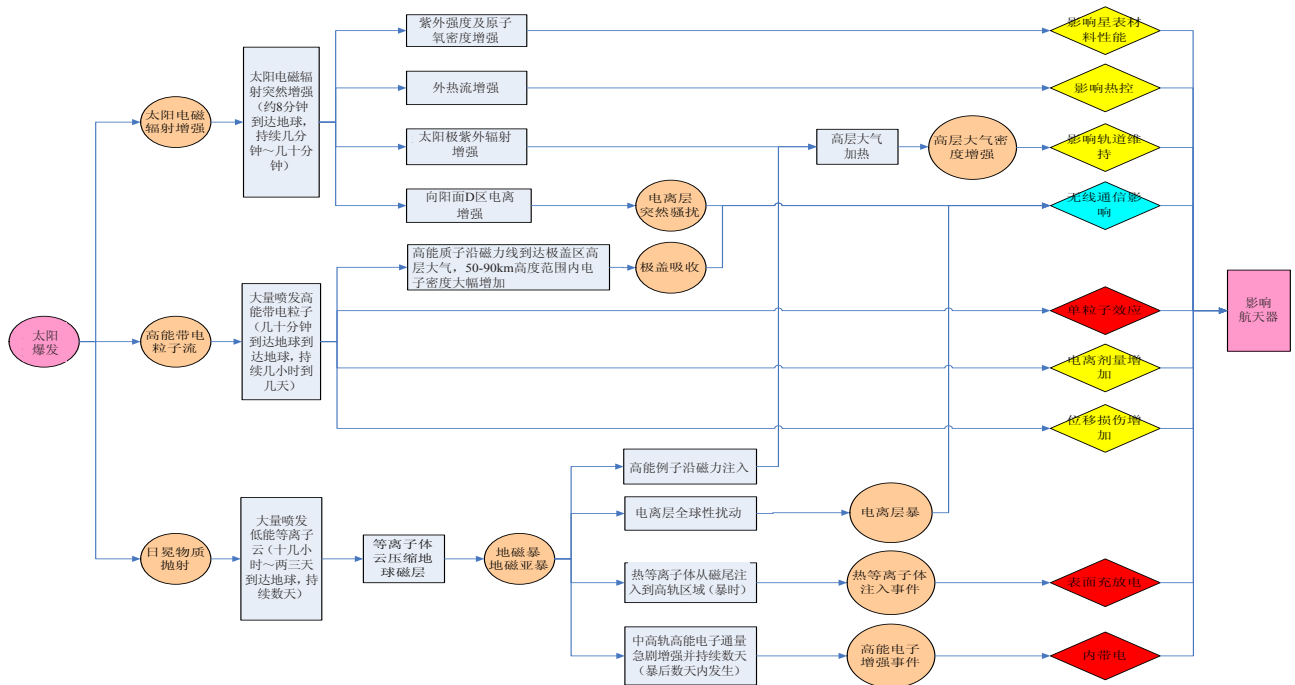 太阳
爆发
太阳电磁
辐射增强
太阳电磁辐
射突然增强
（约8分钟
到达地球，
持续几分
钟～几十分
钟）
紫外强度及原子
氧密度增强
影响星表材
料性能
外热流增强
影响热控
太阳极紫外辐射
增强
高层大气
加热
高层大气密
度增强
影响轨道维
持
向阳面D区电离
增强
电离层
突然骚扰
无线通信影
响
高能带电
粒子流
大量喷发高
能带电粒子
（几十分钟
到达地球到
达地球，持
续几小时到
几天）
高能质子沿磁力线到达极盖区高
层大气，50-90km高度范围内电
子密度大幅增加
极盖吸收
单粒子效应
电离剂量增
加
位移损伤增
加
影响
航天器
日冕物质
抛射
大量喷发
低能等离子
云（十几小
时～两三天
到达地球，持
续数天）
等离子体
云压缩地
球磁层
地磁暴
地磁亚暴
高能例子沿磁力注入
电离层全球性扰动
电离层暴
热等离子体从磁尾注
入到高轨区域（暴时）
热等离子体
注入事件
表面充放电
中高轨高能电子通量
急剧增强并持续数天
（暴后数天内发生）
高能电子
增强事件
内带电